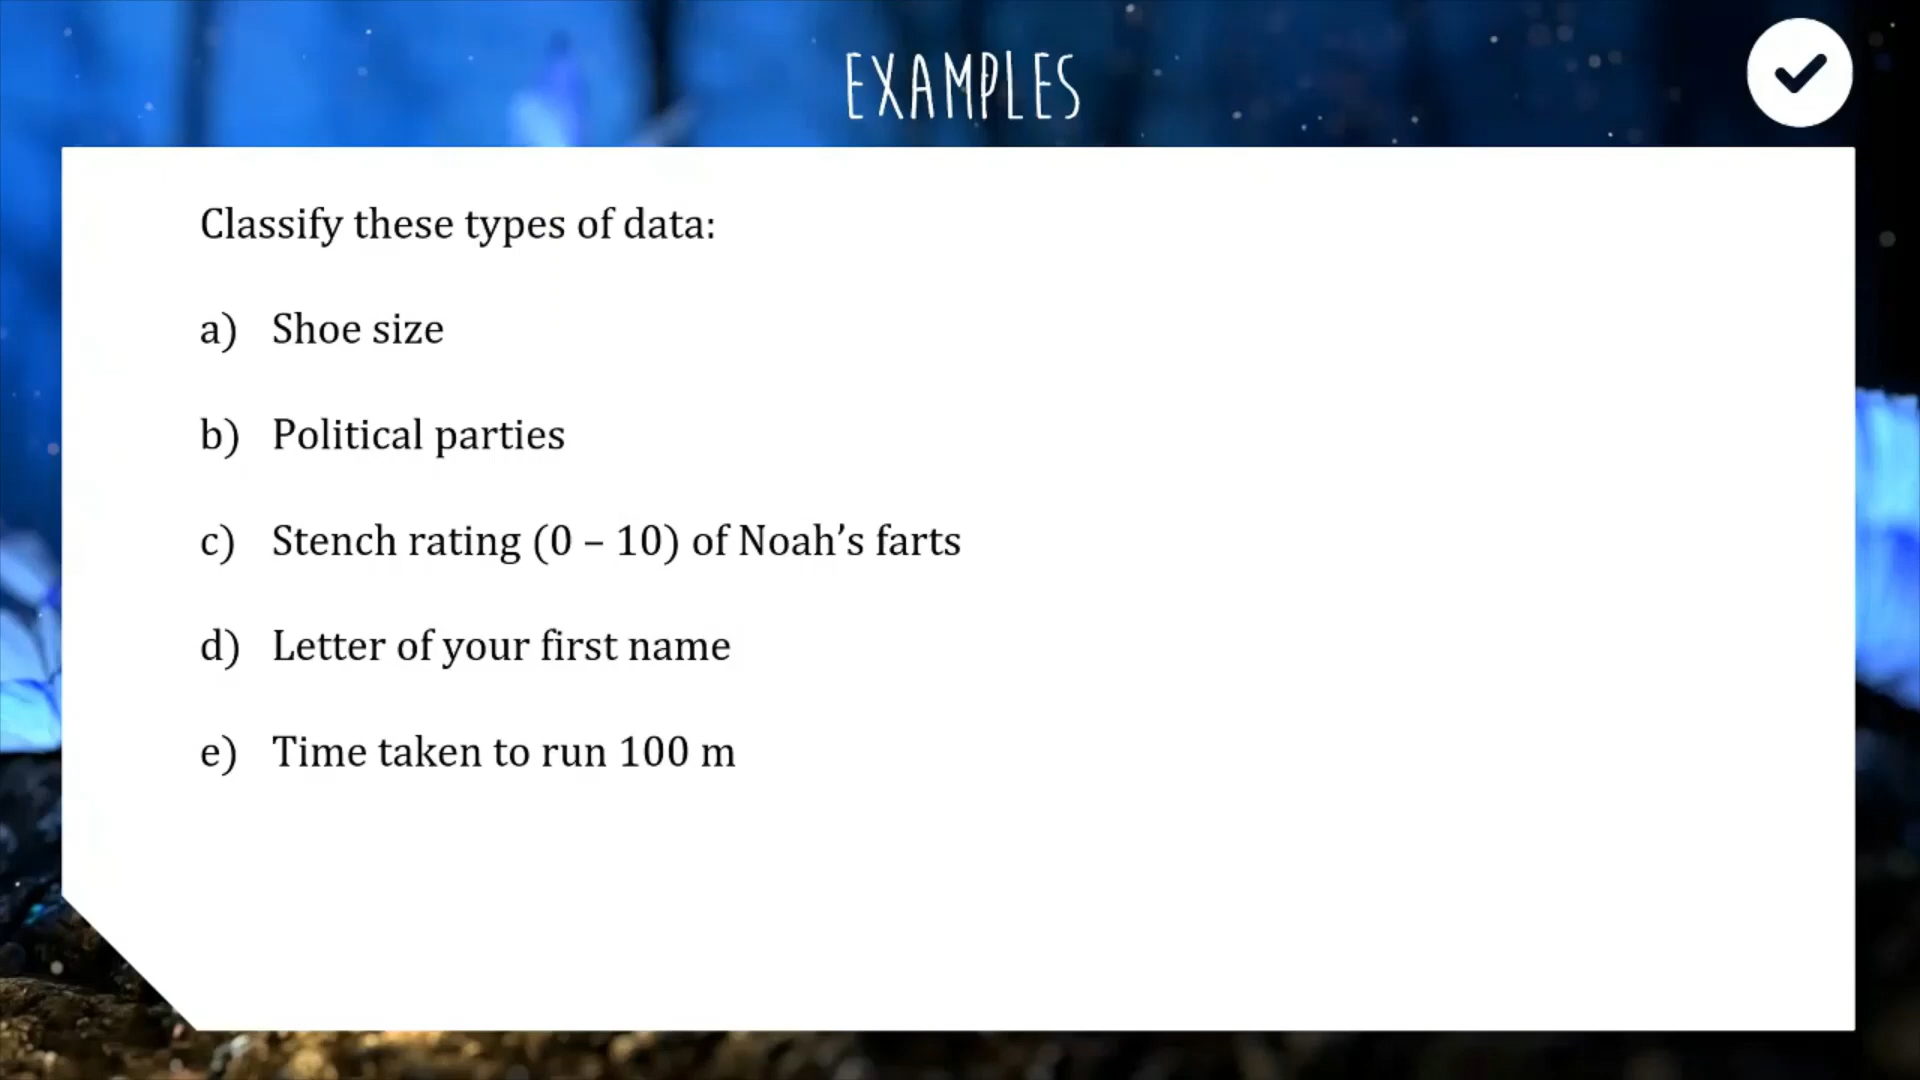 EXAMPLES
Classify these types of data:
a) Shoe size
b) Political parties
c) Stench rating (0 – 10) of Noah’s farts
d) Letter of your first name
e) Time taken to run 100 m